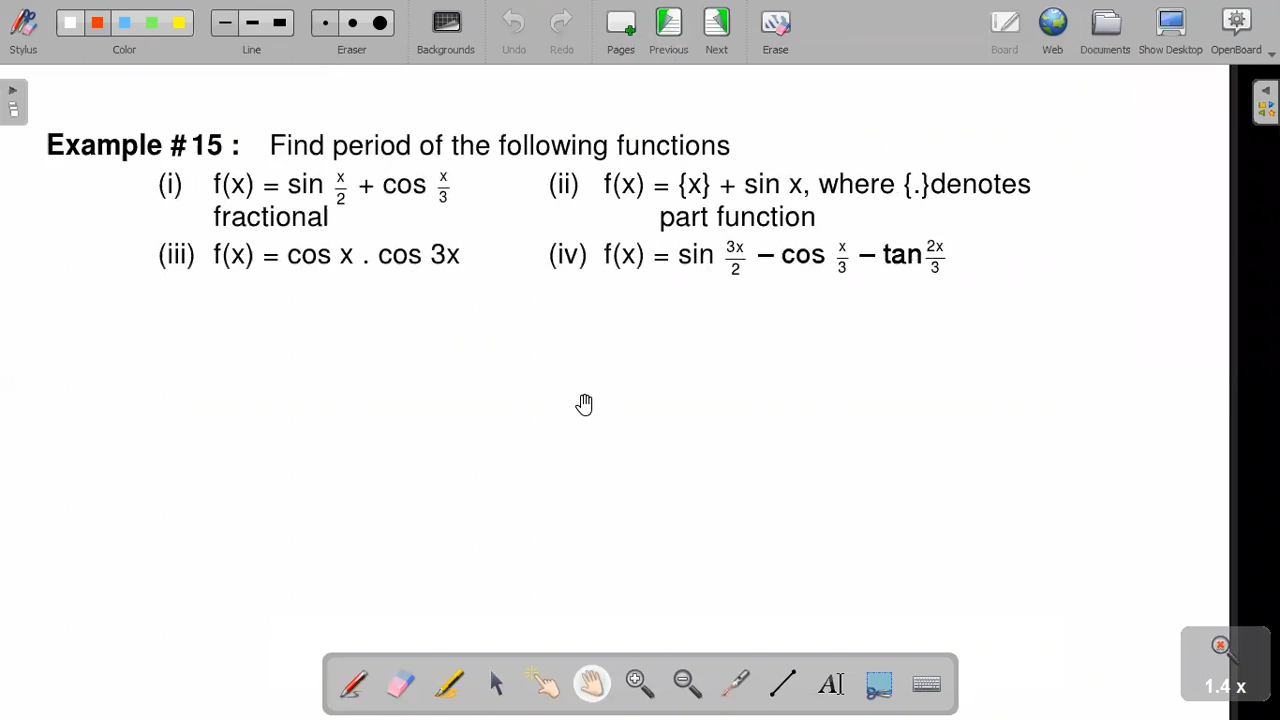 Stylus Color Line Eraser Backgrounds Undo Redo Pages Previous Next Erase Board Web Documents Show Desktop OpenBoard
Example # 15 : Find period of the following functions
(i) f(x) = sin x/2 + cos x/3 (ii) f(x) = {x} + sin x, where {.}denotes
fractional part function
(iii) f(x) = cos x . cos 3x (iv) f(x) = sin 3x/2 – cos x/3 – tan 2x/3
AI
1.4 x